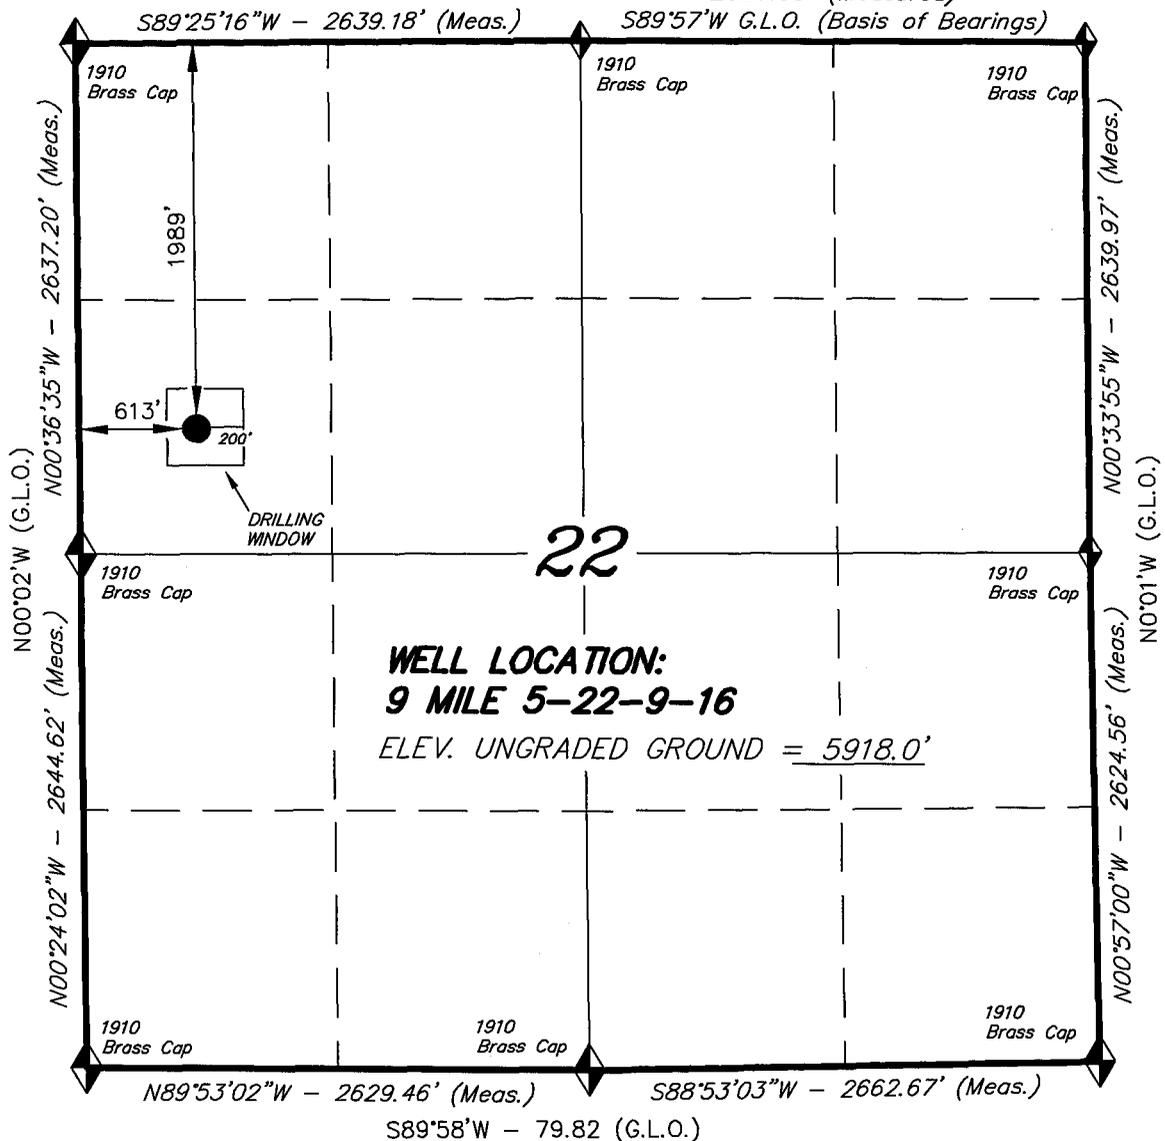 S89°25'16"W – 2639.18' (Meas.)
S89°57'W G.L.O. (Basis of Bearings)
1910
Brass Cap
1910
Brass Cap
1910
Brass Cap
N00°36'35"W – 2637.20' (Meas.)
1989'
N00°33'55"W – 2639.97' (Meas.)
613'
200'
DRILLING
WINDOW
N00°02'W (G.L.O.)
N0°01'W (G.L.O.)
22
1910
Brass Cap
1910
Brass Cap
WELL LOCATION:
9 MILE 5–22–9–16
ELEV. UNGRADED GROUND = 5918.0'
N00°24'02"W – 2644.62' (Meas.)
N00°57'00"W – 2624.56' (Meas.)
1910
Brass Cap
1910
Brass Cap
1910
Brass Cap
N89°53'02"W – 2629.46' (Meas.)
S88°53'03"W – 2662.67' (Meas.)
S89°58'W – 79.82 (G.L.O.)